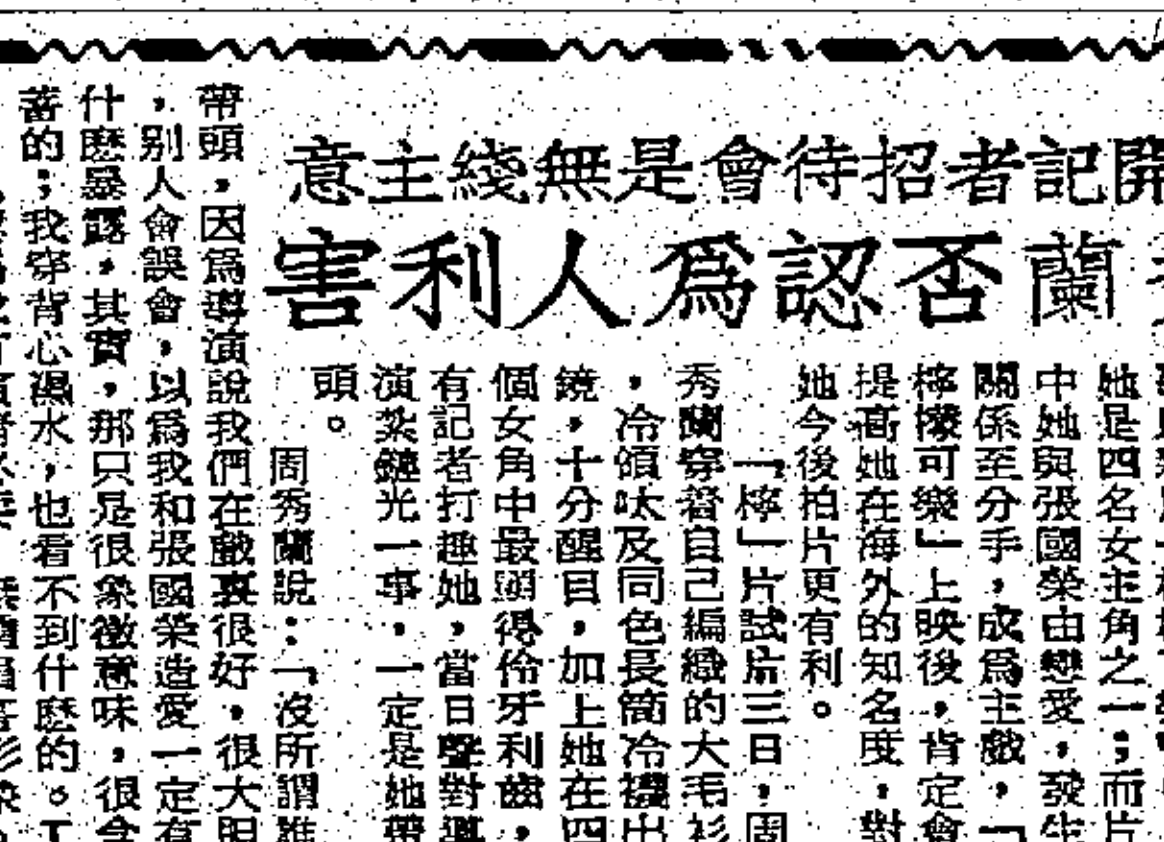 開記者招待會是無綫主意
蘭否認爲人利害
她是四名女主角之一；而片
中她與張國榮由戀愛，發生
關係至分手，成爲主戲，「
檸檬可樂」上映後，肯定會
提高她在海外的知名度，對
她今後拍片更有利。
「檸」片試片三日，周
秀蘭穿着自己編織的大毛衫
，冷領呔及同色長筒冷襪出
鏡，十分醒目，加上她在四
個女角中最顯得伶牙利齒，
有記者打趣她，當日聲對導
演光一事，一定是她帶
頭。
周秀蘭說：「沒所謂誰
帶頭，因爲導演說我們在戲裏很好，很大胆
，別人會誤會，以爲我和張國榮造愛一定有
什麽暴露，其實，那只是很象徵意味，很含
蓄的；我穿背心濕水，也看不到什麽的。